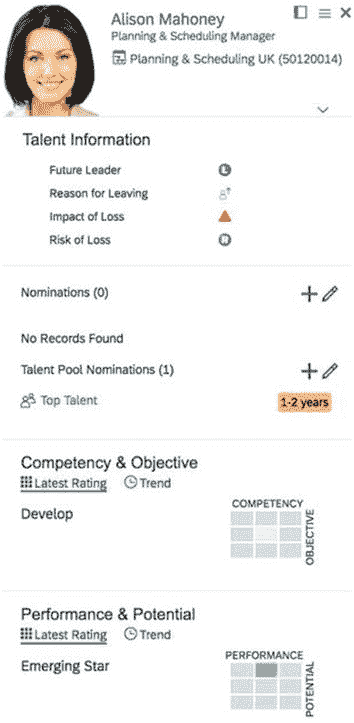 Alison Mahoney
Planning & Scheduling Manager
Planning & Scheduling UK (50120014)
Talent Information
Future Leader
Reason for Leaving
Impact of Loss
Risk of Loss
Nominations (0)
No Records Found
Talent Pool Nominations (1)
Top Talent 1-2 years
Competency & Objective
Latest Rating Trend
COMPETENCY
Develop
OBJECTIVE
Performance & Potential
Latest Rating Trend
PERFORMANCE
Emerging Star
POTENTIAL